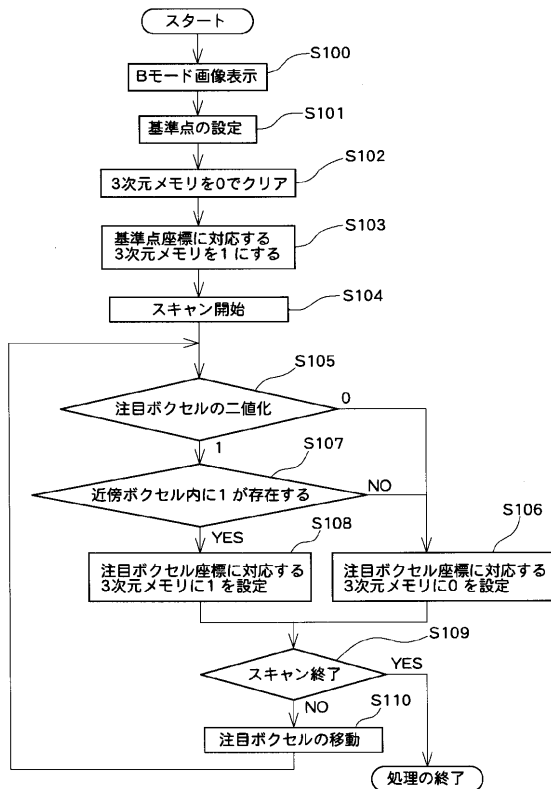 スタート
S100
Bモード画像表示
S101
基準点の設定
S102
3次元メモリを0でクリア
S103
基準点座標に対応する
3次元メモリを1にする
S104
スキャン開始
S105
注目ボクセルの二値化
0
1
S107
近傍ボクセル内に1が存在する
NO
YES
S108
S106
注目ボクセル座標に対応する
3次元メモリに1を設定
注目ボクセル座標に対応する
3次元メモリに0を設定
S109
スキャン終了
YES
NO
S110
注目ボクセルの移動
処理の終了